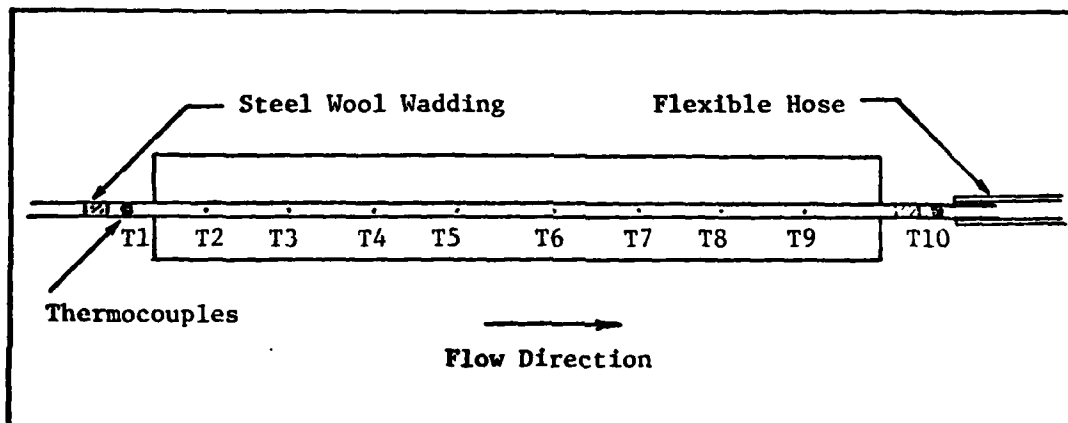 Steel Wool Wadding
Flexible Hose
T1 T2 T3 T4 T5 T6 T7 T8 T9 T10
Thermocouples
Flow Direction